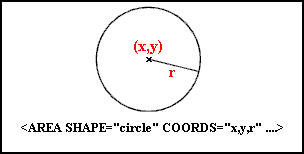 (x,y)
r
<AREA SHAPE="circle" COORDS="x,y,r" ....>